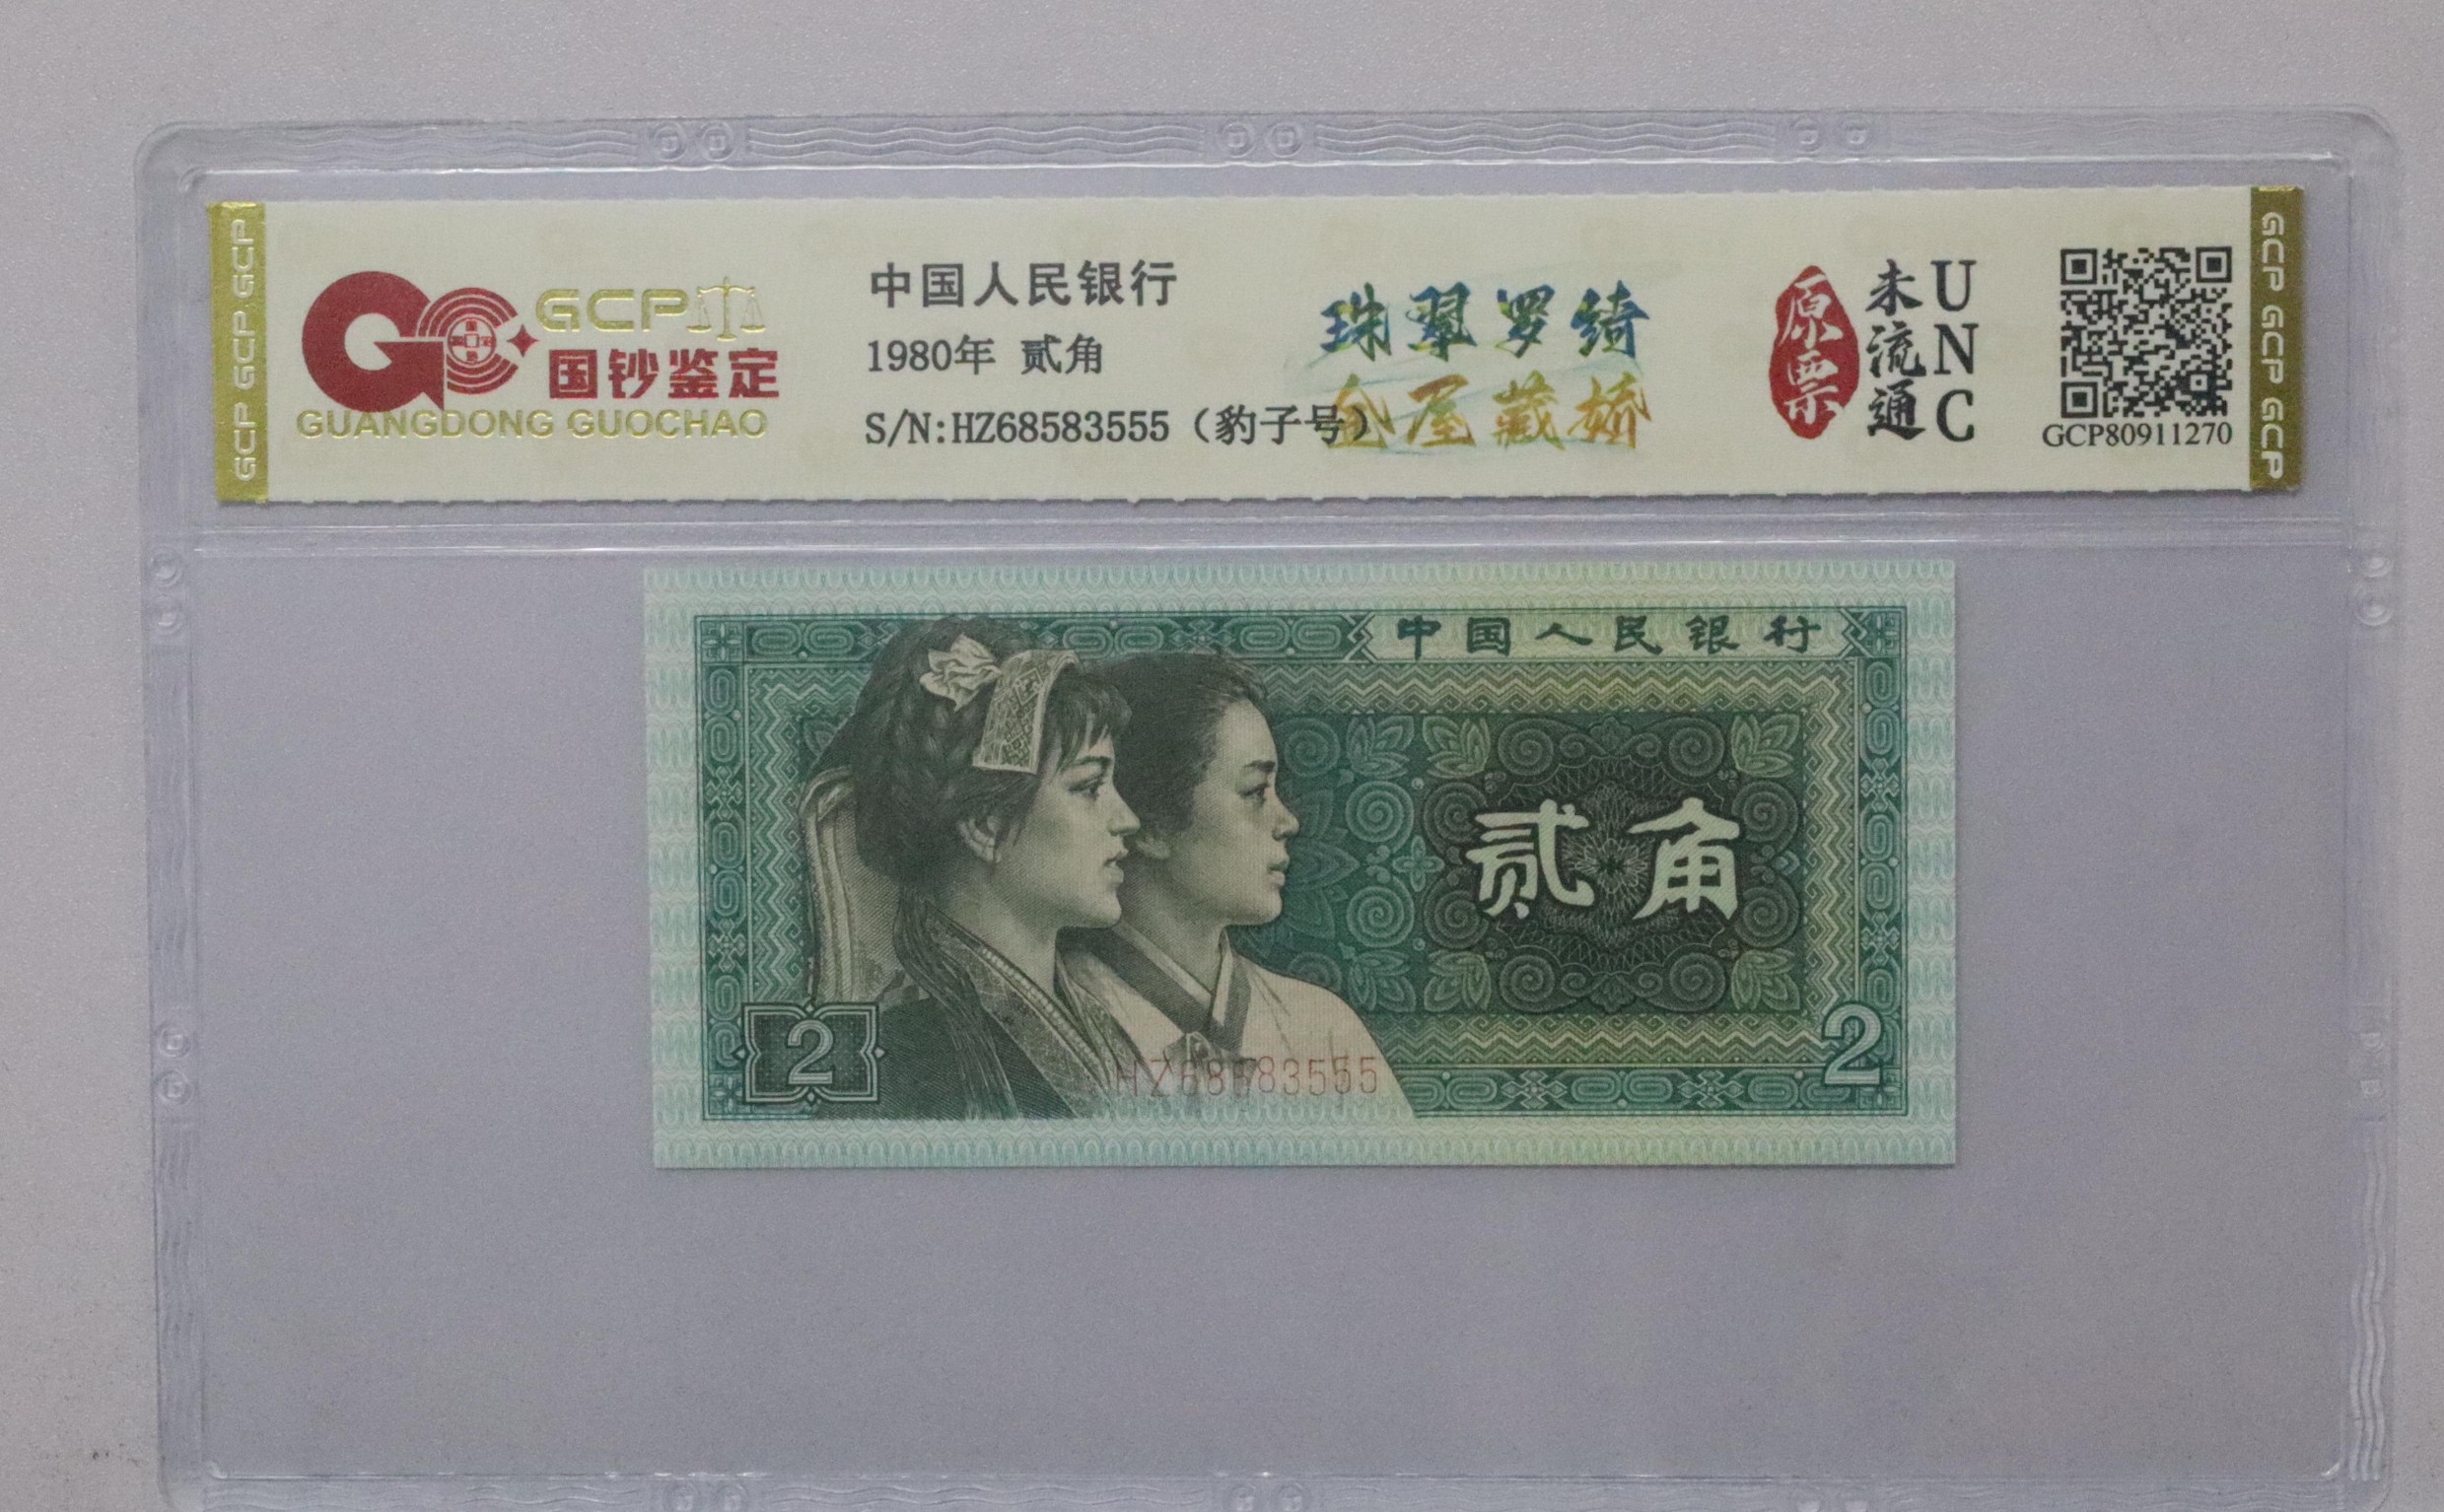 GCP GCP GCP
GCP
国钞鉴定
GUANGDONG GUOCHAO
中国人民银行
1980年 贰角
S/N:HZ68583555（豹子号）
珠翠罗绮
金屋藏娇
原票
未流通
UNC
GCP80911270
GCP GCP GCP
中国人民银行
贰角
2
HZ68583555
2